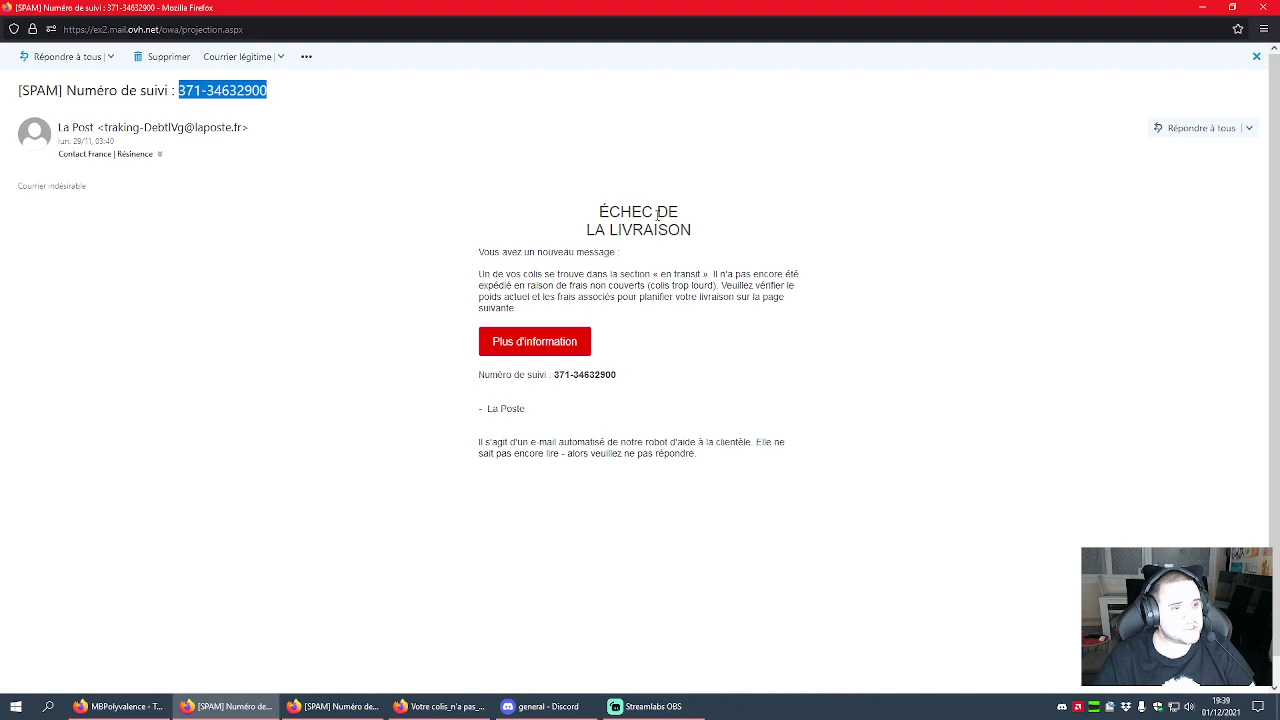 [SPAM] Numéro de suivi : 371-34632900 - Mozilla Firefox
https://ex2.mail.ovh.net/owa/projection.aspx
Répondre à tous
Supprimer
Courrier légitime
[SPAM] Numéro de suivi : 371-34632900
La Post <traking-DebtlVg@laposte.fr>
lun. 29/11, 03:40
Contact France | Résinence
Répondre à tous
Courrier indésirable
ÉCHEC DE
LA LIVRAISON
Vous avez un nouveau message :
Un de vos colis se trouve dans la section « en transit ». Il n'a pas encore été
expédié en raison de frais non couverts (colis trop lourd). Veuillez vérifier le
poids actuel et les frais associés pour planifier votre livraison sur la page
suivante.
Plus d'information
Numéro de suivi : 371-34632900
- La Poste
Il s'agit d'un e-mail automatisé de notre robot d'aide à la clientèle. Elle ne
sait pas encore lire - alors veuillez ne pas répondre.
MBPolyvalence - T...
[SPAM] Numéro de...
[SPAM] Numéro de...
Votre colis_n'a pas_...
general - Discord
Streamlabs OBS
19:39
01/12/2021